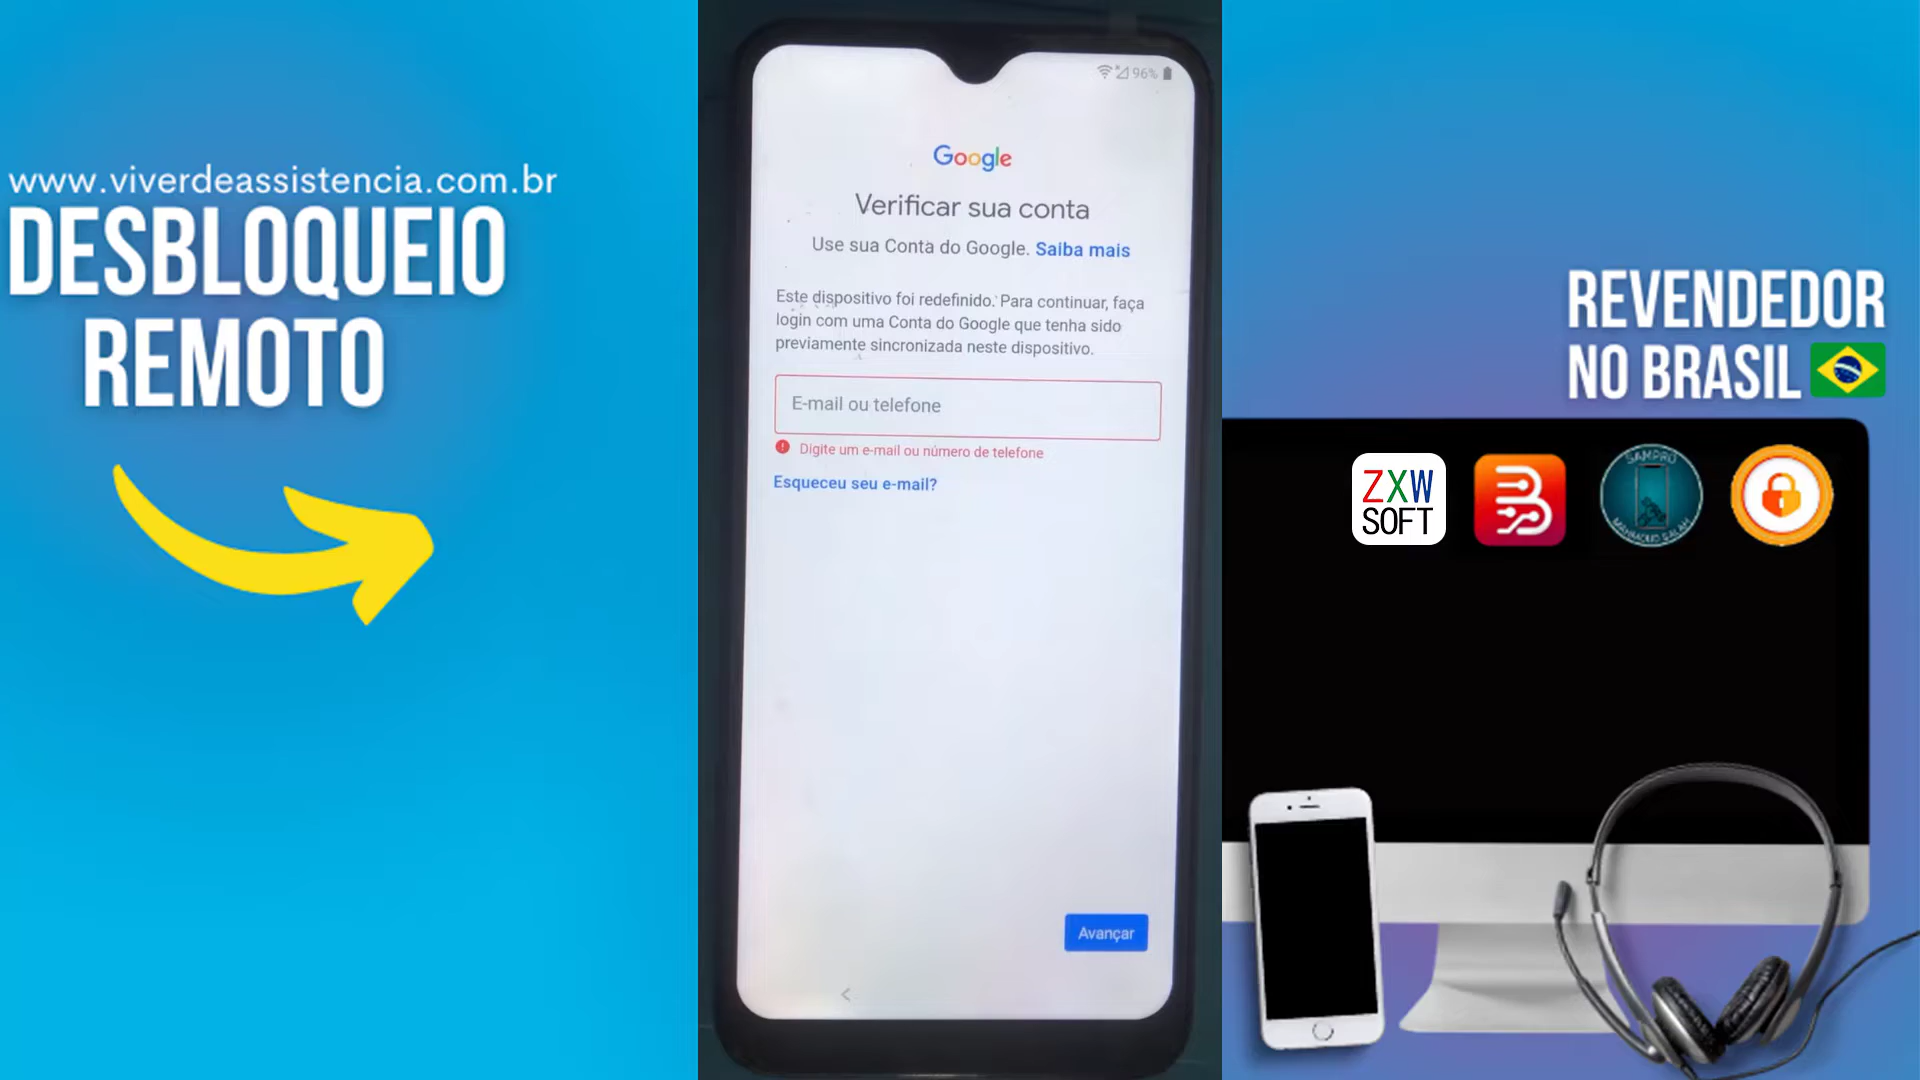 www.viverdeassistencia.com.br
DESBLOQUEIO
REMOTO
96%
Google
Verificar sua conta
Use sua Conta do Google. Saiba mais
Este dispositivo foi redefinido. Para continuar, faça
login com uma Conta do Google que tenha sido
previamente sincronizada neste dispositivo.
E-mail ou telefone
Digite um e-mail ou número de telefone
Esqueceu seu e-mail?
Avançar
REVENDEDOR
NO BRASIL
ZXW
SOFT
SAMPRO
MAHMOUD SALAH